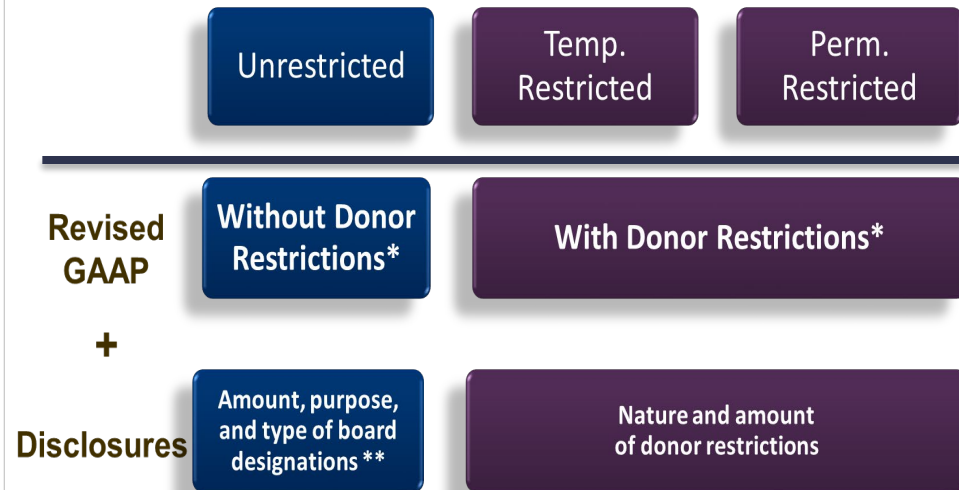 Unrestricted
Temp.
Restricted
Perm.
Restricted
Revised
GAAP
Without Donor
Restrictions*
With Donor Restrictions*
+
Disclosures
Amount, purpose,
and type of board
designations **
Nature and amount
of donor restrictions